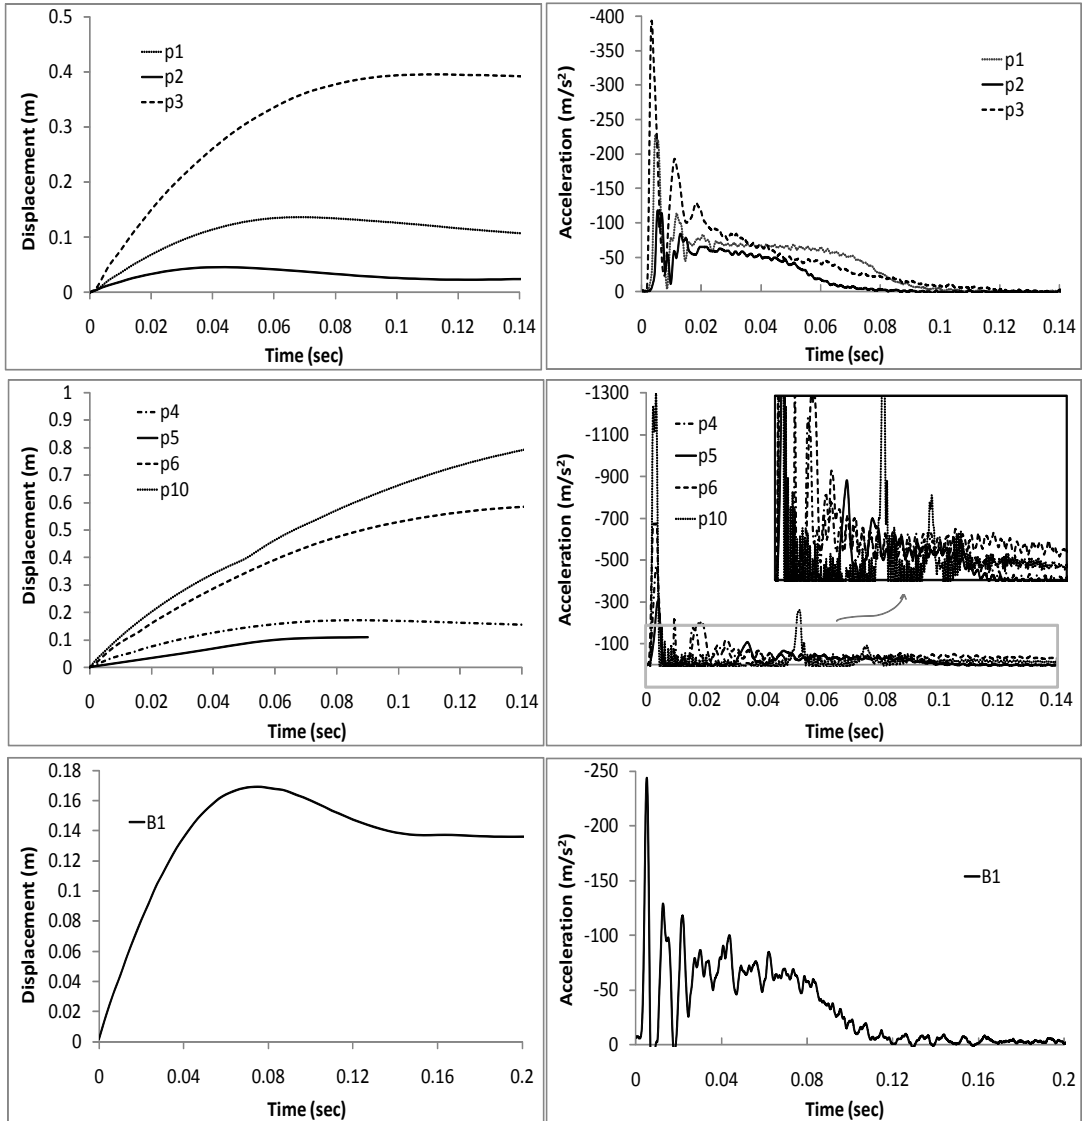 0.5
0.4
0.3
0.2
0.1
0
Displacement (m)
p1
p2
p3
0 0.02 0.04 0.06 0.08 0.1 0.12 0.14
Time (sec)
-400
-350
-300
-250
-200
-150
-100
-50
0
Acceleration (m/s²)
p1
p2
p3
0 0.02 0.04 0.06 0.08 0.1 0.12 0.14
Time (sec)
1
0.9
0.8
0.7
0.6
0.5
0.4
0.3
0.2
0.1
0
Displacement (m)
p4
p5
p6
p10
0 0.02 0.04 0.06 0.08 0.1 0.12 0.14
Time (sec)
-1300
-1100
-900
-700
-500
-300
-100
Acceleration (m/s²)
p4
p5
p6
p10
0 0.02 0.04 0.06 0.08 0.1 0.12 0.14
Time (sec)
0.18
0.16
0.14
0.12
0.1
0.08
0.06
0.04
0.02
0
Displacement (m)
B1
0 0.04 0.08 0.12 0.16 0.2
Time (sec)
-250
-200
-150
-100
-50
0
Acceleration (m/s²)
B1
0 0.04 0.08 0.12 0.16 0.2
Time (sec)